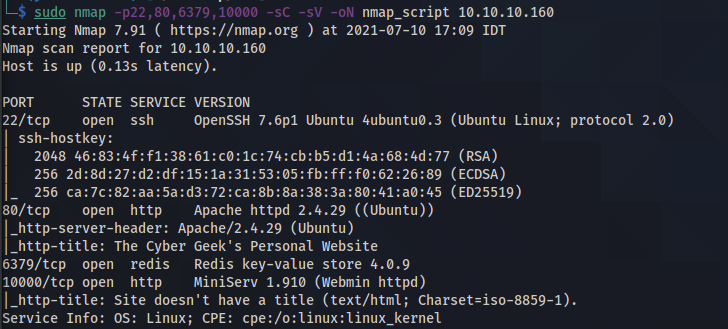 └─$ sudo nmap -p22,80,6379,10000 -sC -sV -oN nmap_script 10.10.10.160
Starting Nmap 7.91 ( https://nmap.org ) at 2021-07-10 17:09 IDT
Nmap scan report for 10.10.10.160
Host is up (0.13s latency).

PORT      STATE SERVICE VERSION
22/tcp    open  ssh     OpenSSH 7.6p1 Ubuntu 4ubuntu0.3 (Ubuntu Linux; protocol 2.0)
| ssh-hostkey:
|   2048 46:83:4f:f1:38:61:c0:1c:74:cb:b5:d1:4a:68:4d:77 (RSA)
|   256 2d:8d:27:d2:df:15:1a:31:53:05:fb:ff:f0:62:26:89 (ECDSA)
|_  256 ca:7c:82:aa:5a:d3:72:ca:8b:8a:38:3a:80:41:a0:45 (ED25519)
80/tcp    open  http    Apache httpd 2.4.29 ((Ubuntu))
|_http-server-header: Apache/2.4.29 (Ubuntu)
|_http-title: The Cyber Geek's Personal Website
6379/tcp  open  redis   Redis key-value store 4.0.9
10000/tcp open  http    MiniServ 1.910 (Webmin httpd)
|_http-title: Site doesn't have a title (text/html; Charset=iso-8859-1).
Service Info: OS: Linux; CPE: cpe:/o:linux:linux_kernel